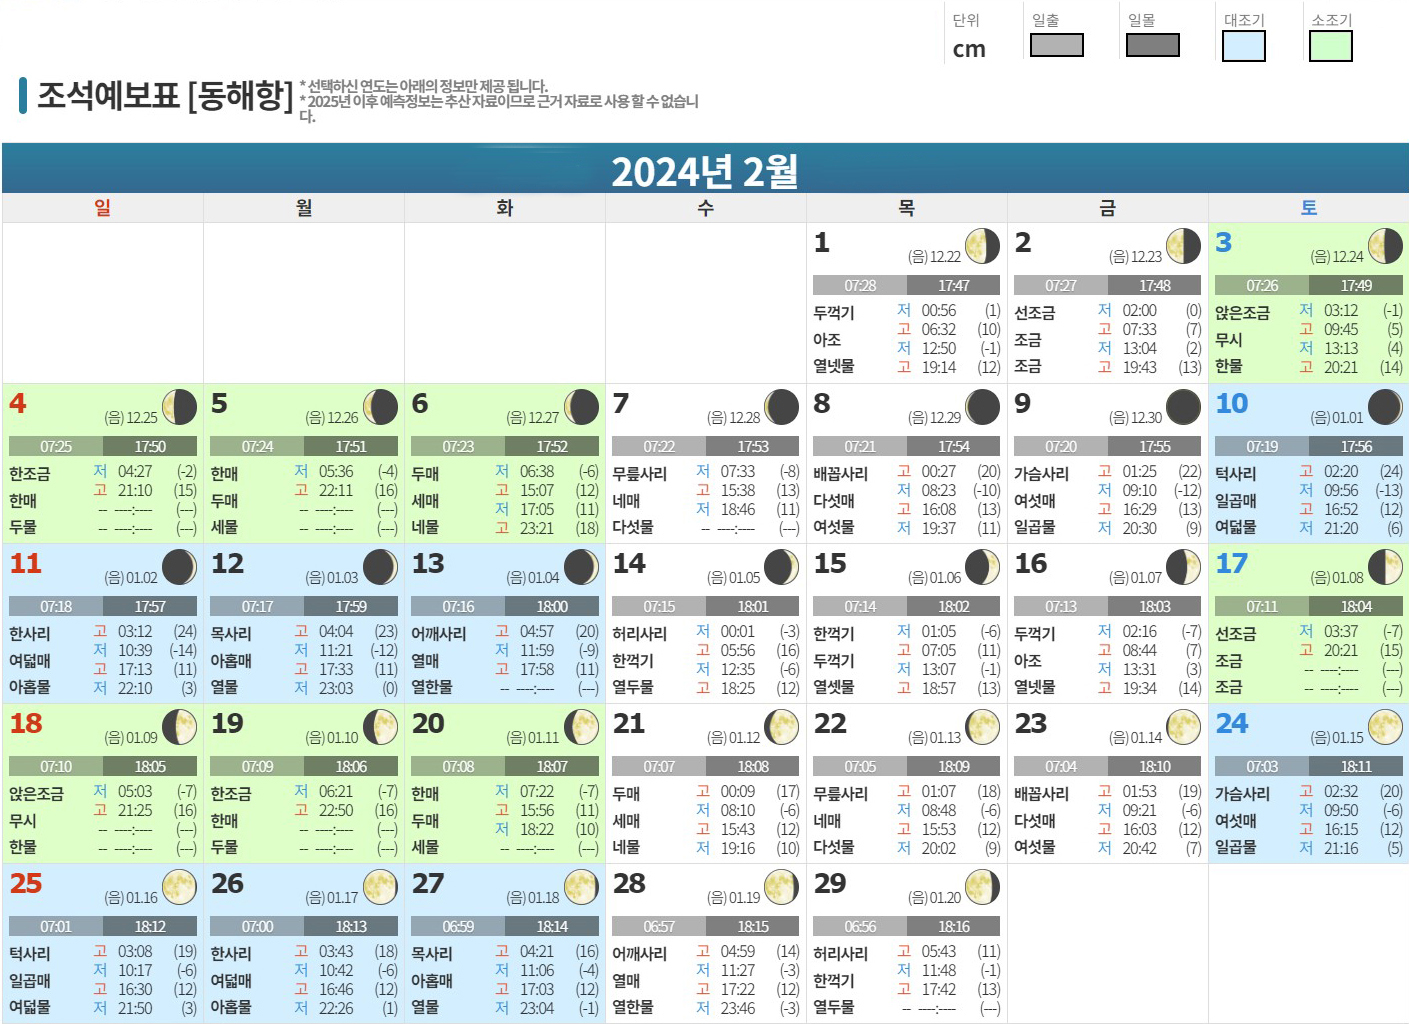 단위 일출 일몰 대조기 소조기
cm
조석예보표 [동해항]
* 선택하신 연도는 아래의 정보만 제공 됩니다.
* 2025년 이후 예측정보는 추산 자료이므로 근거 자료로 사용 할 수 없습니
다.
2024년 2월
일 월 화 수 목 금 토
1 (음) 12.22
07:28 17:47
두꺽기 아조 열넷물
저 00:56 (1)
고 06:32 (10)
저 12:50 (-1)
고 19:14 (12)
2 (음) 12.23
07:27 17:48
선조금 조금 조금
저 02:00 (0)
고 07:33 (7)
저 13:04 (2)
고 19:43 (13)
3 (음) 12.24
07:26 17:49
앉은조금 무시 한물
저 03:12 (-1)
고 09:45 (5)
저 13:13 (4)
고 20:21 (14)
4 (음) 12.25
07:25 17:50
한조금 한매 두물
저 04:27 (-2)
고 21:10 (15)
-- ----:---- (---)
-- ----:---- (---)
5 (음) 12.26
07:24 17:51
한매 두매 세물
저 05:36 (-4)
고 22:11 (16)
-- ----:---- (---)
-- ----:---- (---)
6 (음) 12.27
07:23 17:52
두매 세매 네물
저 06:38 (-6)
고 15:07 (12)
저 17:05 (11)
고 23:21 (18)
7 (음) 12.28
07:22 17:53
무릎사리 네매 다섯물
저 07:33 (-8)
고 15:38 (13)
저 18:46 (11)
-- ----:---- (---)
8 (음) 12.29
07:21 17:54
배꼽사리 다섯매 여섯물
고 00:27 (20)
저 08:23 (-10)
고 16:08 (13)
저 19:37 (11)
9 (음) 12.30
07:20 17:55
가슴사리 여섯매 일곱물
고 01:25 (22)
저 09:10 (-12)
고 16:29 (13)
저 20:30 (9)
10 (음) 01.01
07:19 17:56
턱사리 일곱매 여덟물
고 02:20 (24)
저 09:56 (-13)
고 16:52 (12)
저 21:20 (6)
11 (음) 01.02
07:18 17:57
한사리 여덟매 아홉물
고 03:12 (24)
저 10:39 (-14)
고 17:13 (11)
저 22:10 (3)
12 (음) 01.03
07:17 17:59
목사리 아홉매 열물
고 04:04 (23)
저 11:21 (-12)
고 17:33 (11)
저 23:03 (0)
13 (음) 01.04
07:16 18:00
어깨사리 열매 열한물
고 04:57 (20)
저 11:59 (-9)
고 17:58 (11)
-- ----:---- (---)
14 (음) 01.05
07:15 18:01
허리사리 한꺽기 열두물
저 00:01 (-3)
고 05:56 (16)
저 12:35 (-6)
고 18:25 (12)
15 (음) 01.06
07:14 18:02
한꺽기 두꺽기 열셋물
저 01:05 (-6)
고 07:05 (11)
저 13:07 (-1)
고 18:57 (13)
16 (음) 01.07
07:13 18:03
두꺽기 아조 열넷물
저 02:16 (-7)
고 08:44 (7)
저 13:31 (3)
고 19:34 (14)
17 (음) 01.08
07:11 18:04
선조금 조금 조금
저 03:37 (-7)
고 20:21 (15)
-- ----:---- (---)
-- ----:---- (---)
18 (음) 01.09
07:10 18:05
앉은조금 무시 한물
저 05:03 (-7)
고 21:25 (16)
-- ----:---- (---)
-- ----:---- (---)
19 (음) 01.10
07:09 18:06
한조금 한매 두물
저 06:21 (-7)
고 22:50 (16)
-- ----:---- (---)
-- ----:---- (---)
20 (음) 01.11
07:08 18:07
한매 두매 세물
저 07:22 (-7)
고 15:56 (11)
저 18:22 (10)
-- ----:---- (---)
21 (음) 01.12
07:07 18:08
두매 세매 네물
고 00:09 (17)
저 08:10 (-6)
고 15:43 (12)
저 19:16 (10)
22 (음) 01.13
07:05 18:09
무릎사리 네매 다섯물
고 01:07 (18)
저 08:48 (-6)
고 15:53 (12)
저 20:02 (9)
23 (음) 01.14
07:04 18:10
배꼽사리 다섯매 여섯물
고 01:53 (19)
저 09:21 (-6)
고 16:03 (12)
저 20:42 (7)
24 (음) 01.15
07:03 18:11
가슴사리 여섯매 일곱물
고 02:32 (20)
저 09:50 (-6)
고 16:15 (12)
저 21:16 (5)
25 (음) 01.16
07:01 18:12
턱사리 일곱매 여덟물
고 03:08 (19)
저 10:17 (-6)
고 16:30 (12)
저 21:50 (3)
26 (음) 01.17
07:00 18:13
한사리 여덟매 아홉물
고 03:43 (18)
저 10:42 (-6)
고 16:46 (12)
저 22:26 (1)
27 (음) 01.18
06:59 18:14
목사리 아홉매 열물
고 04:21 (16)
저 11:06 (-4)
고 17:03 (12)
저 23:04 (-1)
28 (음) 01.19
06:57 18:15
어깨사리 열매 열한물
고 04:59 (14)
저 11:27 (-3)
고 17:22 (12)
저 23:46 (-3)
29 (음) 01.20
06:56 18:16
허리사리 한꺽기 열두물
고 05:43 (11)
저 11:48 (-1)
고 17:42 (13)
-- ----:---- (---)